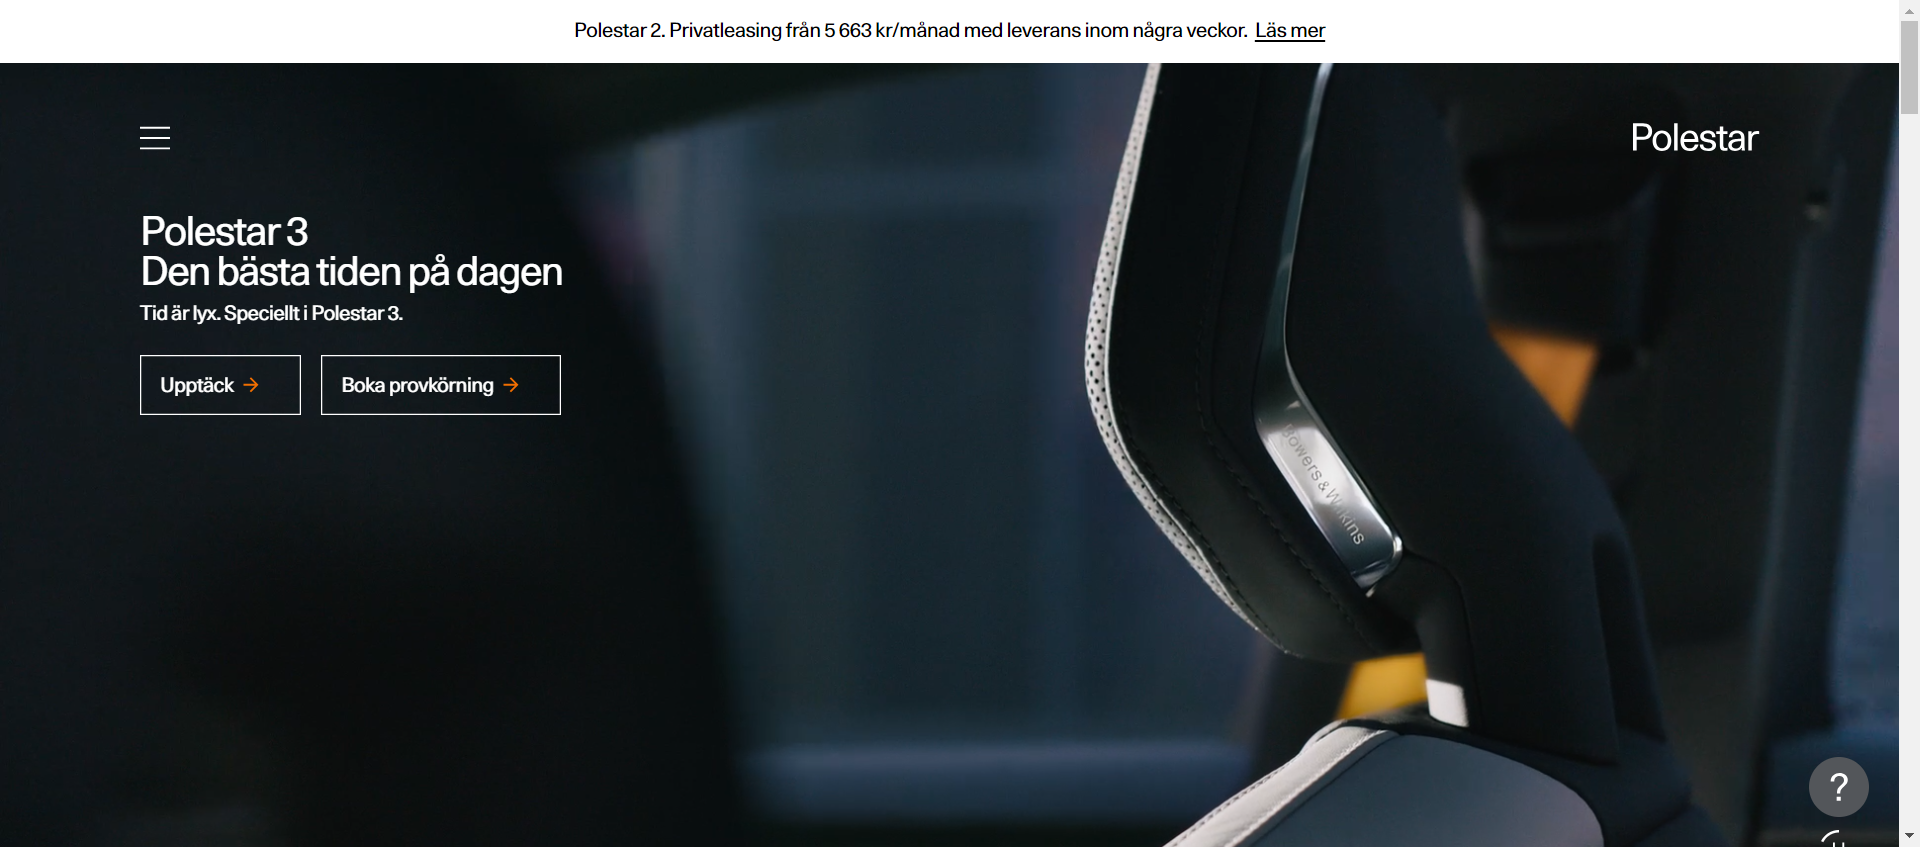 Polestar 2. Privatleasing från 5 663 kr/månad med leverans inom några veckor. Läs mer
Polestar
Polestar 3
Den bästa tiden på dagen
Tid är lyx. Speciellt i Polestar 3.
Upptäck →
Boka provkörning →
Bowers & Wilkins
?